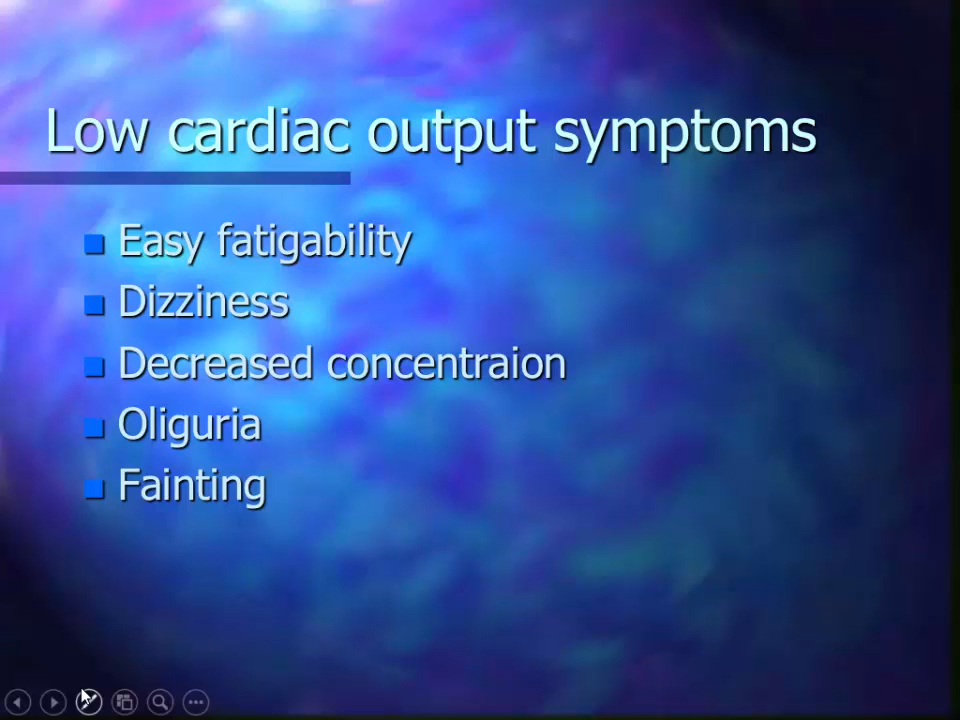 Low cardiac output symptoms
Easy fatigability
Dizziness
Decreased concentraion
Oliguria
Fainting